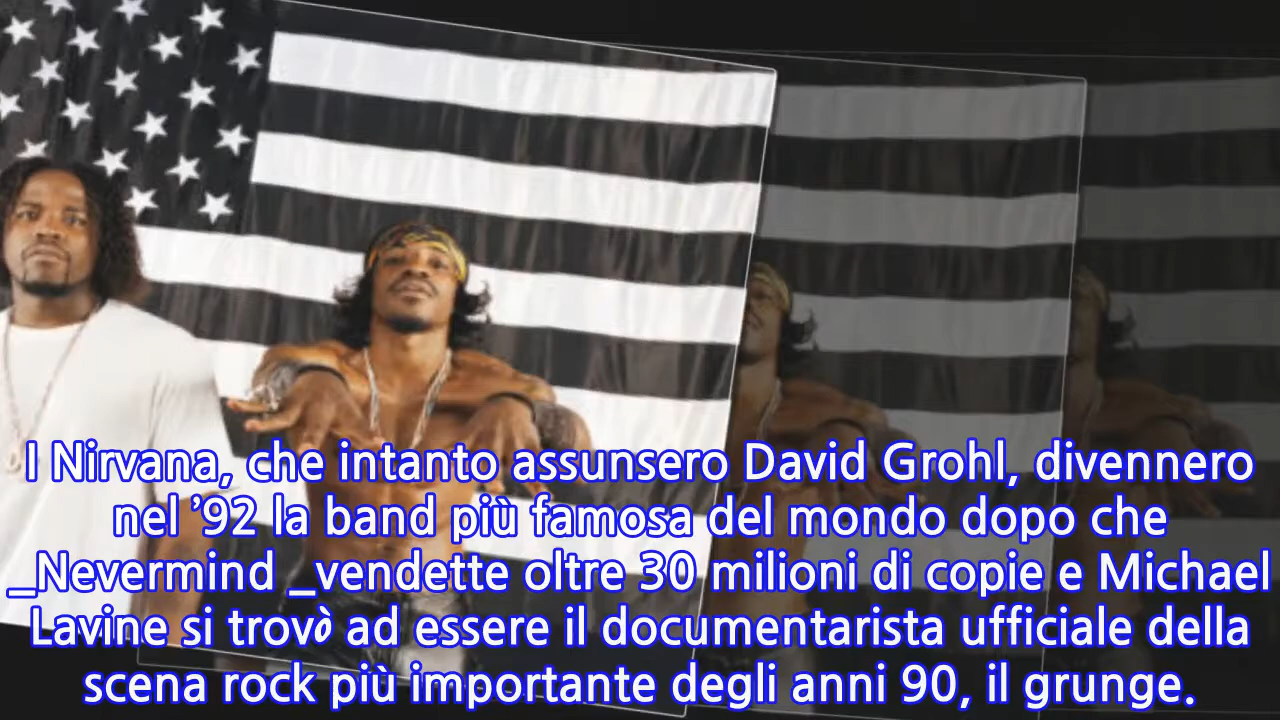 I Nirvana, che intanto assunsero David Grohl, divennero
nel ’92 la band più famosa del mondo dopo che
_Nevermind _vendette oltre 30 milioni di copie e Michael
Lavine si trovò ad essere il documentarista ufficiale della
scena rock più importante degli anni 90, il grunge.